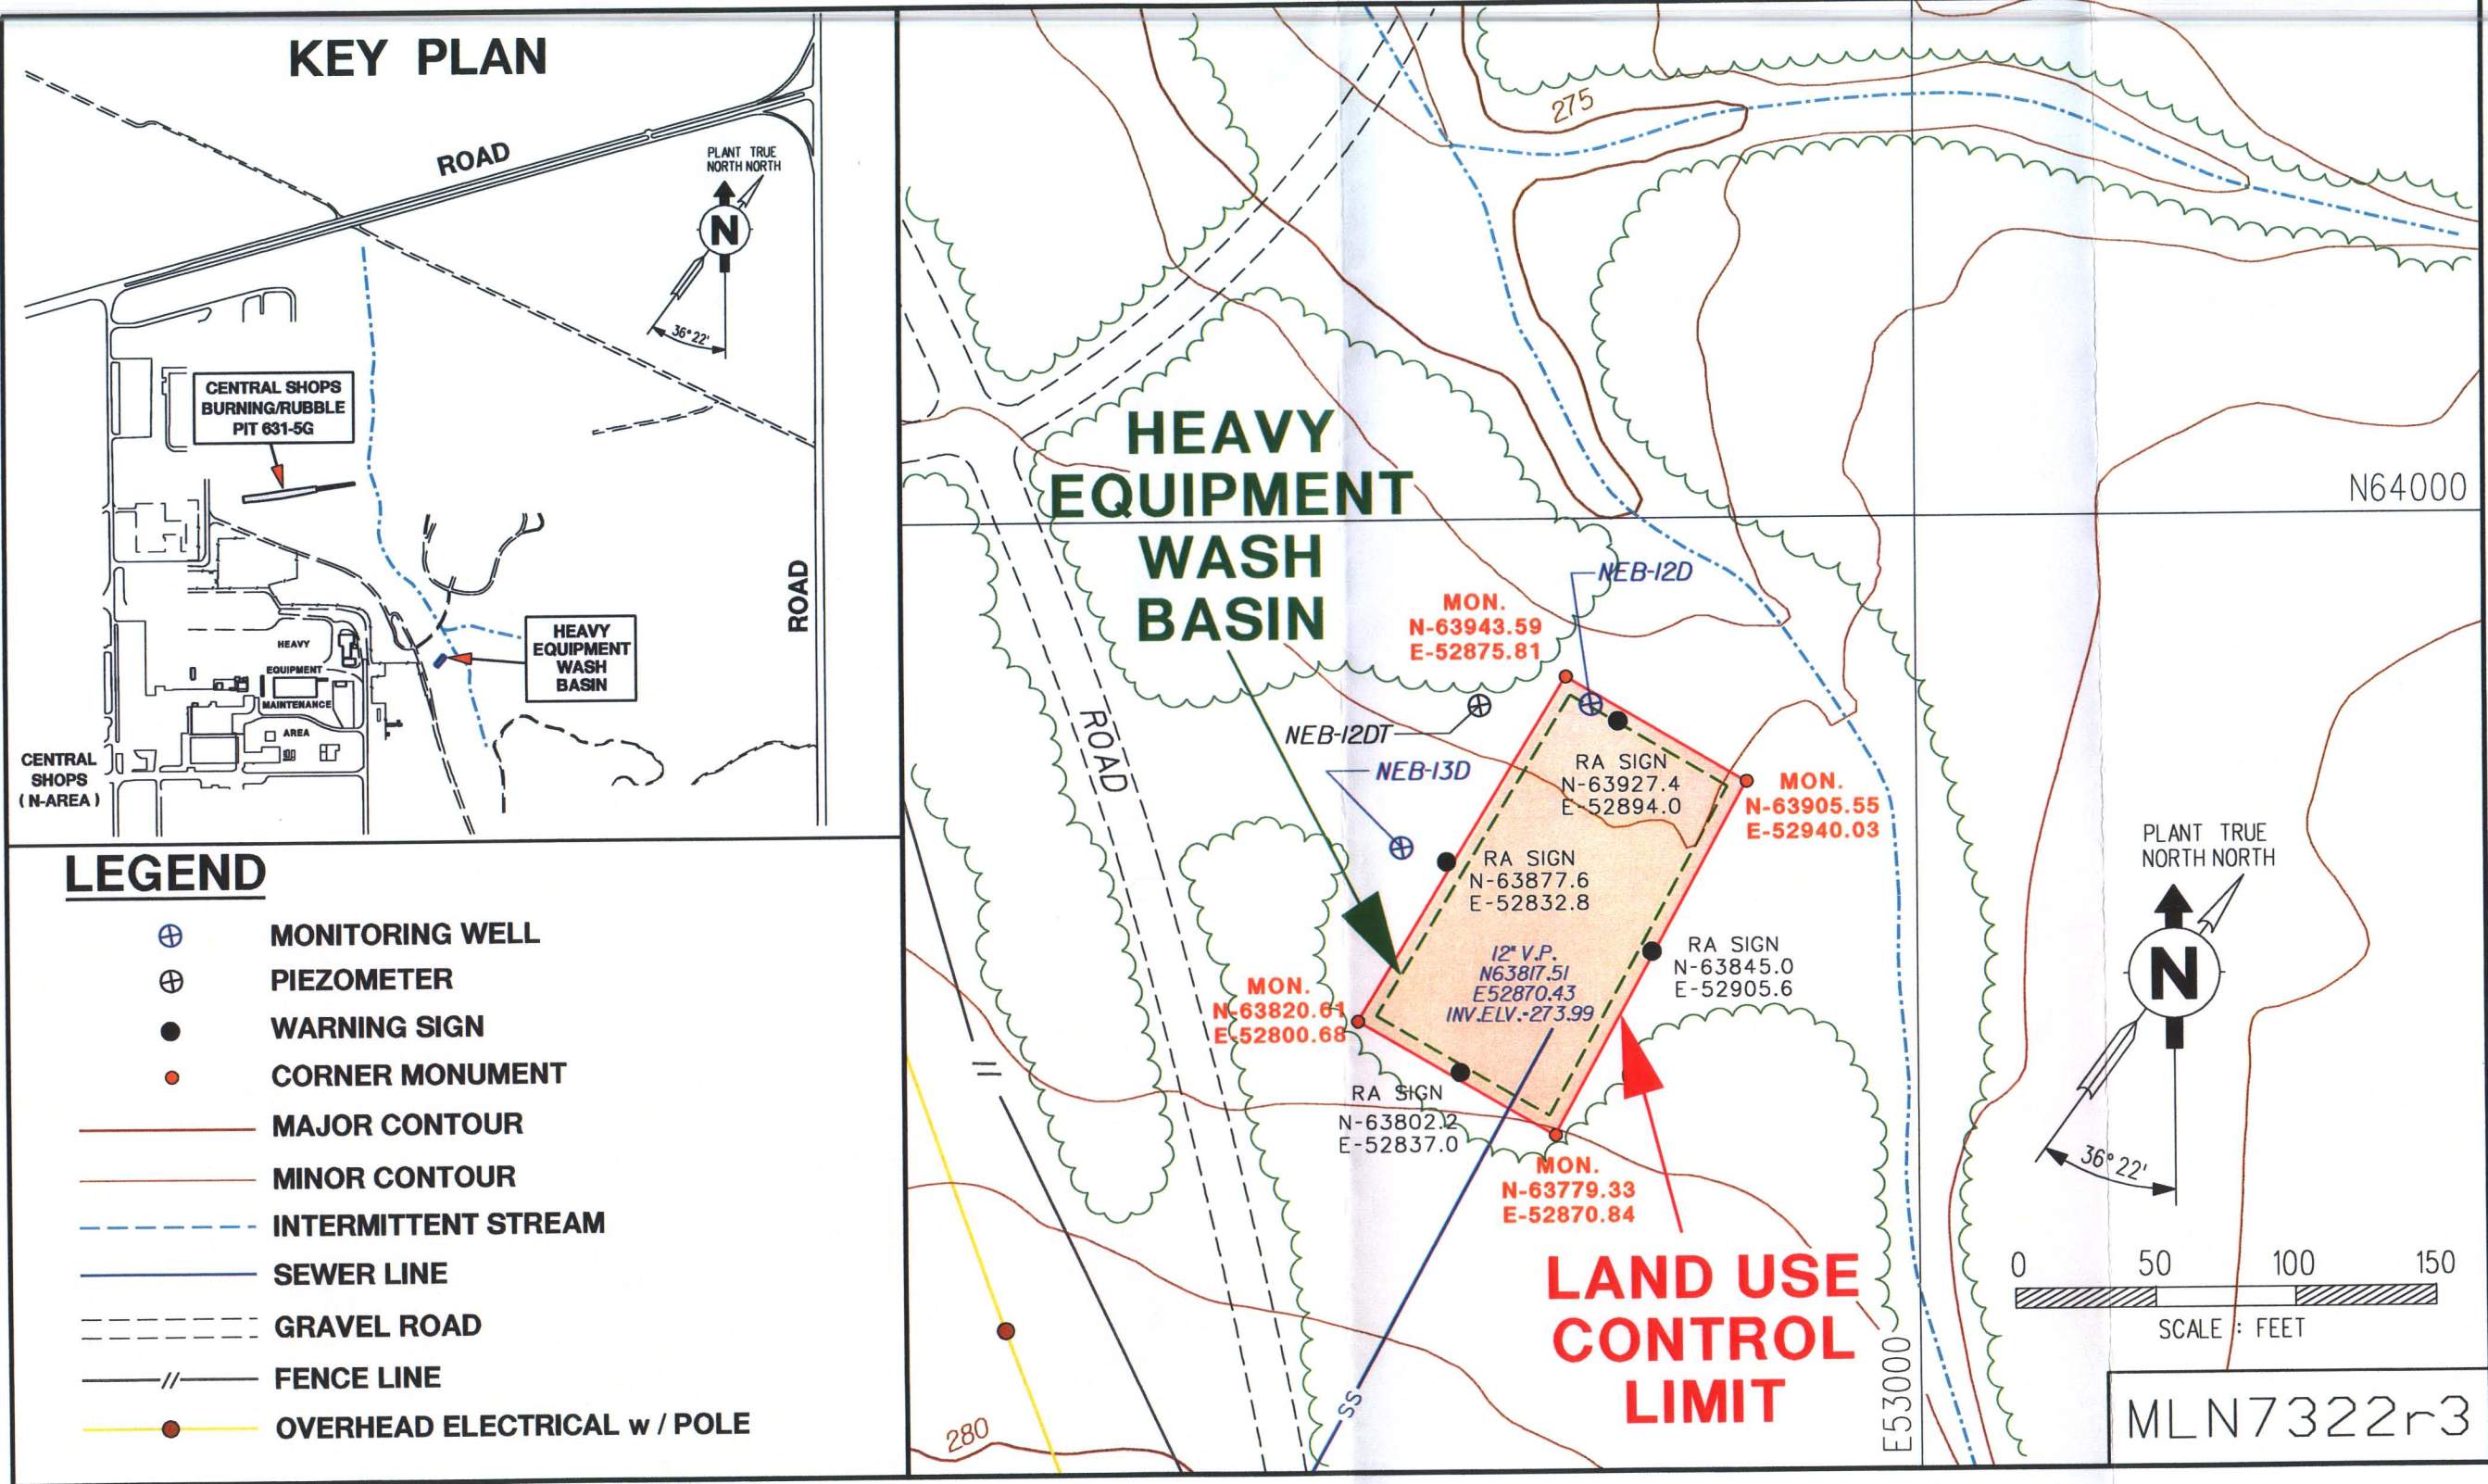 KEY PLAN
ROAD
PLANT TRUE
NORTH NORTH
N
36°22'
CENTRAL SHOPS
BURNING/RUBBLE
PIT 631-5G
ROAD
HEAVY
EQUIPMENT
WASH
BASIN
HEAVY
EQUIPMENT
MAINTENANCE
AREA
CENTRAL
SHOPS
( N-AREA )
LEGEND
MONITORING WELL
PIEZOMETER
WARNING SIGN
CORNER MONUMENT
MAJOR CONTOUR
MINOR CONTOUR
INTERMITTENT STREAM
SEWER LINE
GRAVEL ROAD
FENCE LINE
OVERHEAD ELECTRICAL w / POLE
275
HEAVY
EQUIPMENT
WASH
BASIN
N64000
NEB-12D
MON.
N-63943.59
E-52875.81
NEB-12DT
NEB-13D
ROAD
RA SIGN
N-63927.4
E-52894.0
MON.
N-63905.55
E-52940.03
RA SIGN
N-63877.6
E-52832.8
12" V.P.
N63817.51
E52870.43
INV.ELV.-273.99
RA SIGN
N-63845.0
E-52905.6
MON.
N-63820.61
E-52800.68
RA SIGN
N-63802.2
E-52837.0
MON.
N-63779.33
E-52870.84
LAND USE
CONTROL
LIMIT
SS
280
E53000
PLANT TRUE
NORTH NORTH
N
36°22'
0 50 100 150
SCALE : FEET
MLN7322r3